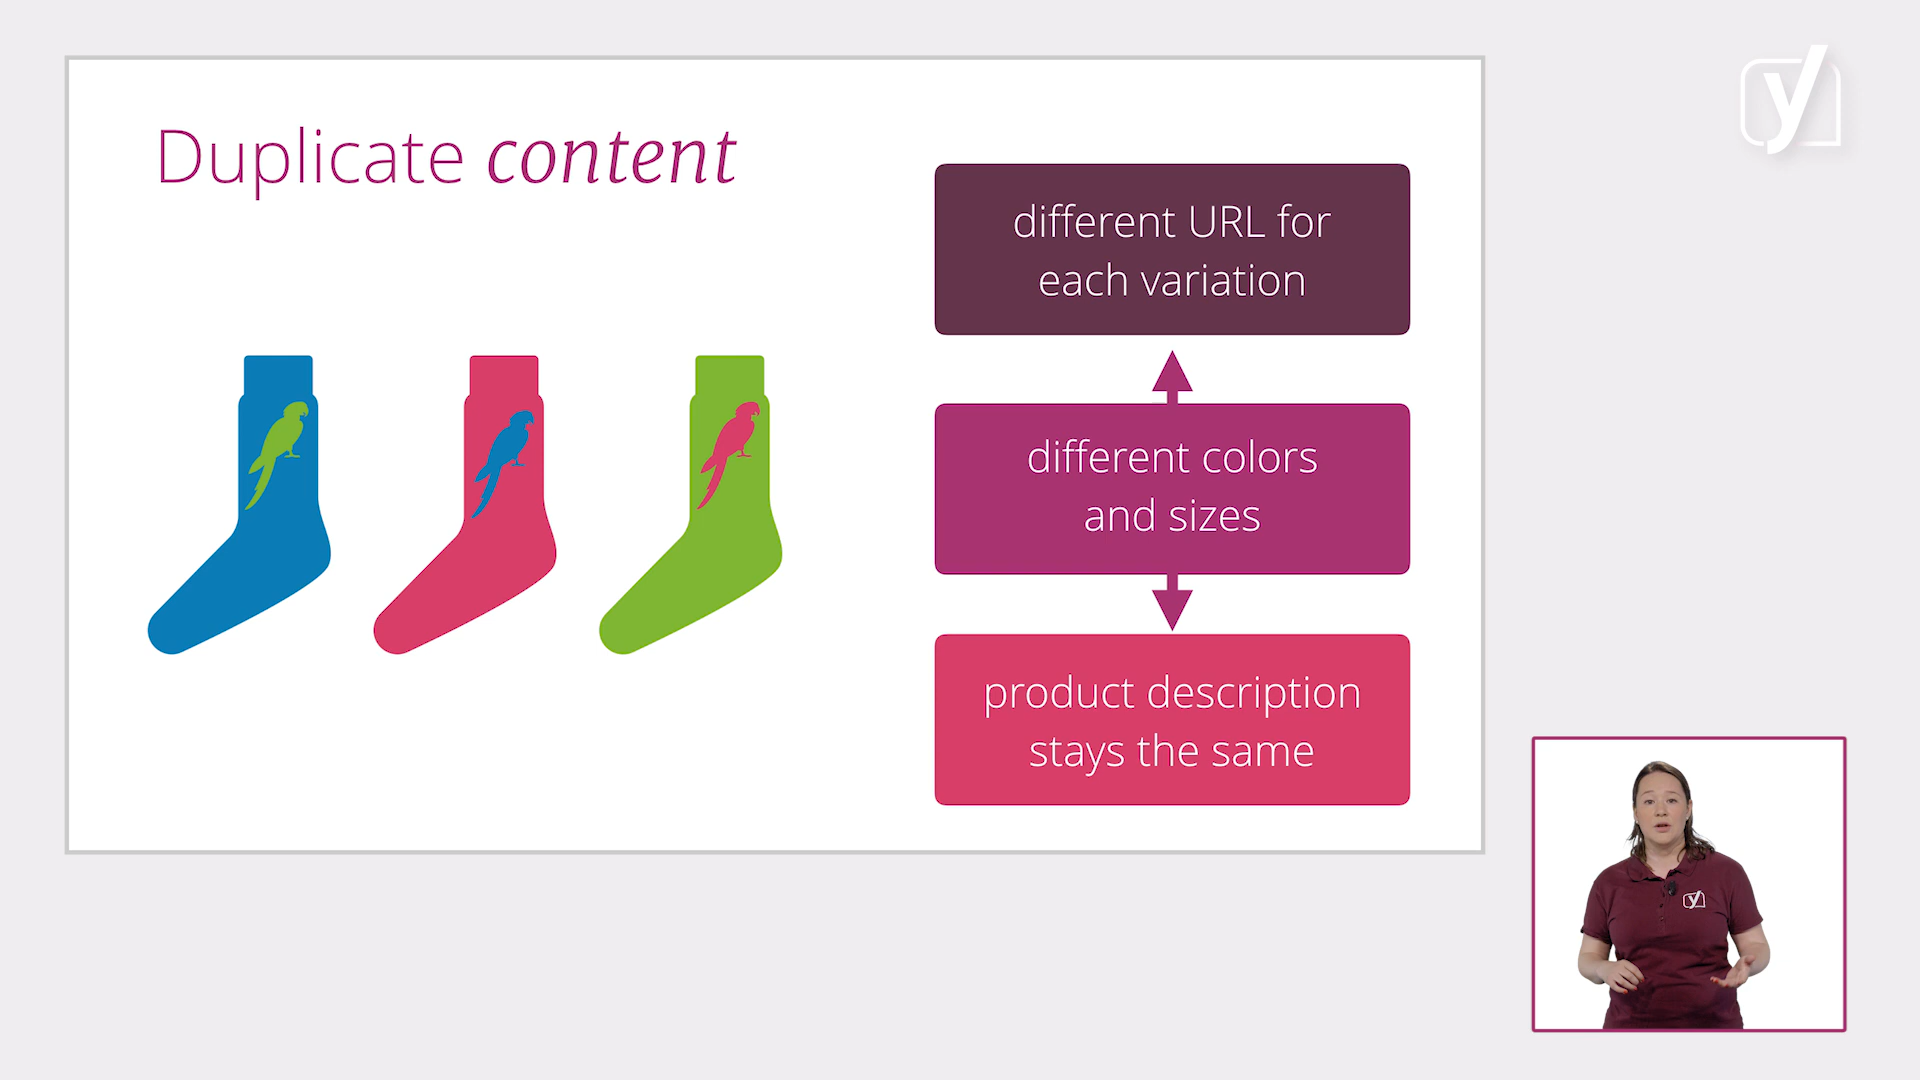 Duplicate content
different URL for
each variation
different colors
and sizes
product description
stays the same
y
y